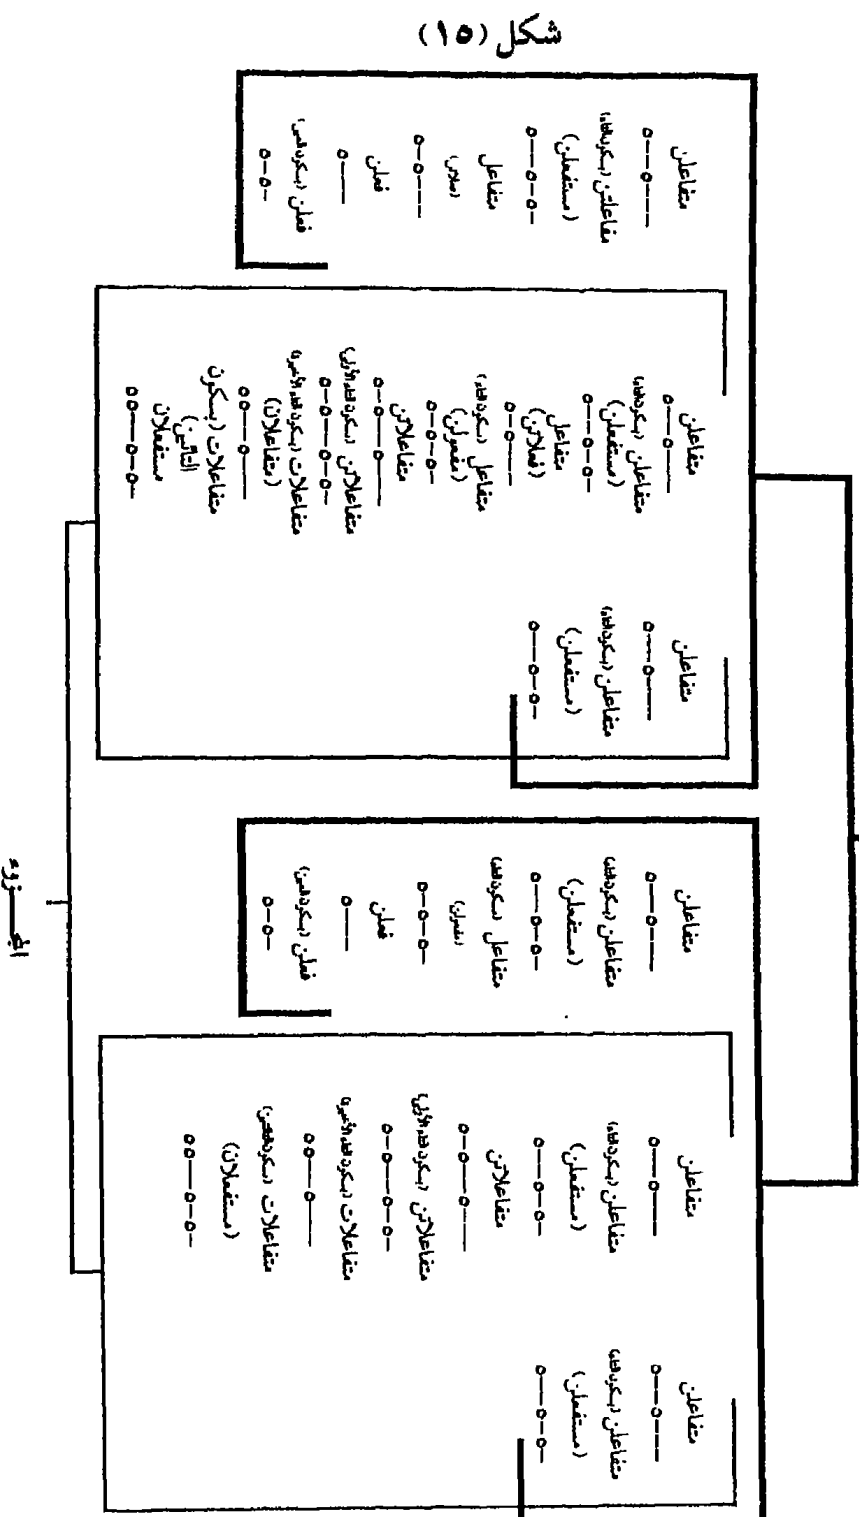 شكل (١٥)
متفاعلن
متفاعلن (بسكون التاء)
(مستفعلن)
متفاعل
فعلن
فعلن (بسكون العين)
متفاعلن
متفاعلن (بسكون التاء)
(مستفعلن)
متفاعل
(فعلاتن)
متفاعل (بسكون التاء)
(مفعولن)
متفاعلاتن
متفاعلاتن (بسكون التاء الأولى)
متفاعلات (بسكون التاء الأخيرة)
(متفاعلان)
متفاعلات (بسكون
التائين)
مستفعلان
متفاعلن
متفاعلن (بسكون التاء)
(مستفعلن)
متفاعلن
متفاعلن (بسكون التاء)
(مستفعلن)
متفاعل (بسكون التاء)
(مفعولن)
فعلن
فعلن (بسكون العين)
متفاعلن
متفاعلن (بسكون التاء)
(مستفعلن)
متفاعلاتن
متفاعلاتن (بسكون التاء الأولى)
متفاعلات (بسكون التاء الأخيرة)
متفاعلات (بسكون التائين)
(مستفعلان)
متفاعلن
متفاعلن (بسكون التاء)
(مستفعلن)
المجـــزوء